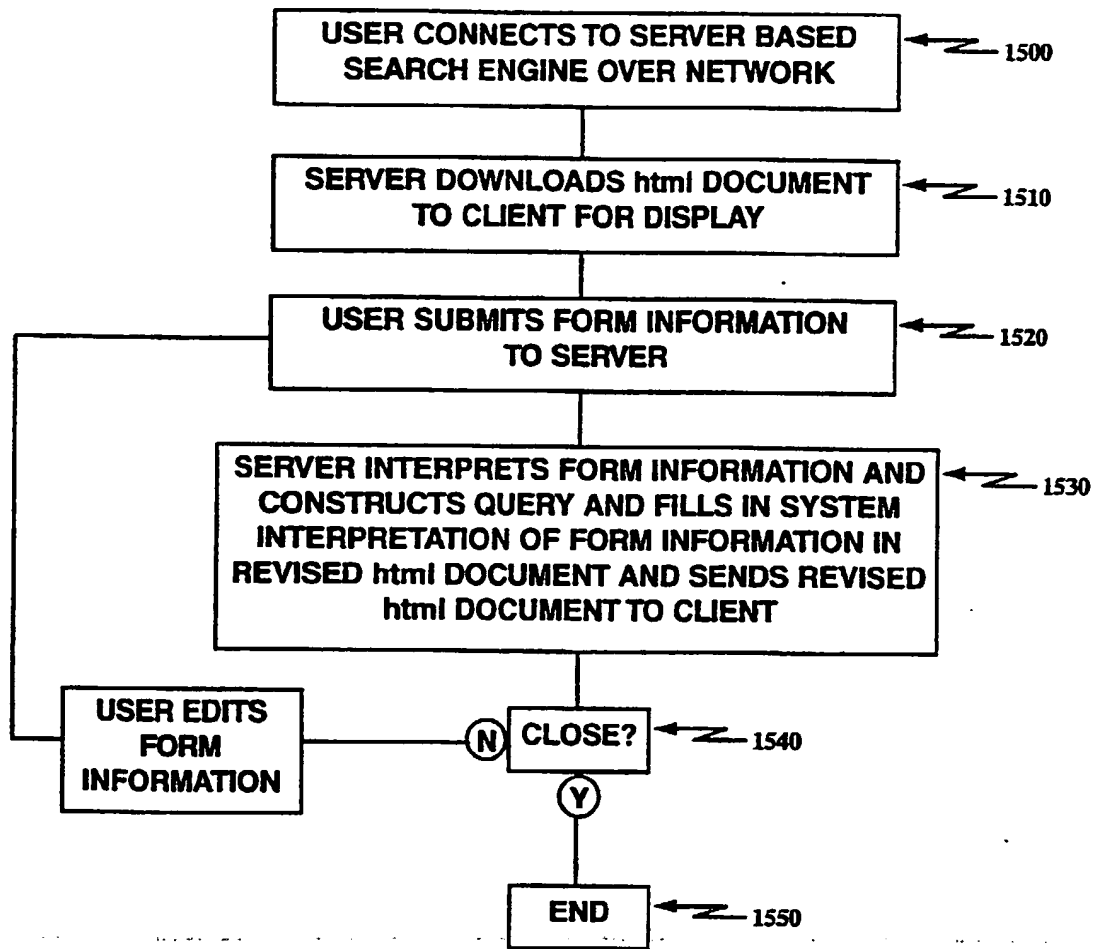 USER CONNECTS TO SERVER BASED
SEARCH ENGINE OVER NETWORK
1500
SERVER DOWNLOADS html DOCUMENT
TO CLIENT FOR DISPLAY
1510
USER SUBMITS FORM INFORMATION
TO SERVER
1520
SERVER INTERPRETS FORM INFORMATION AND
CONSTRUCTS QUERY AND FILLS IN SYSTEM
INTERPRETATION OF FORM INFORMATION IN
REVISED html DOCUMENT AND SENDS REVISED
html DOCUMENT TO CLIENT
1530
USER EDITS
FORM
INFORMATION
N
CLOSE?
1540
Y
END
1550